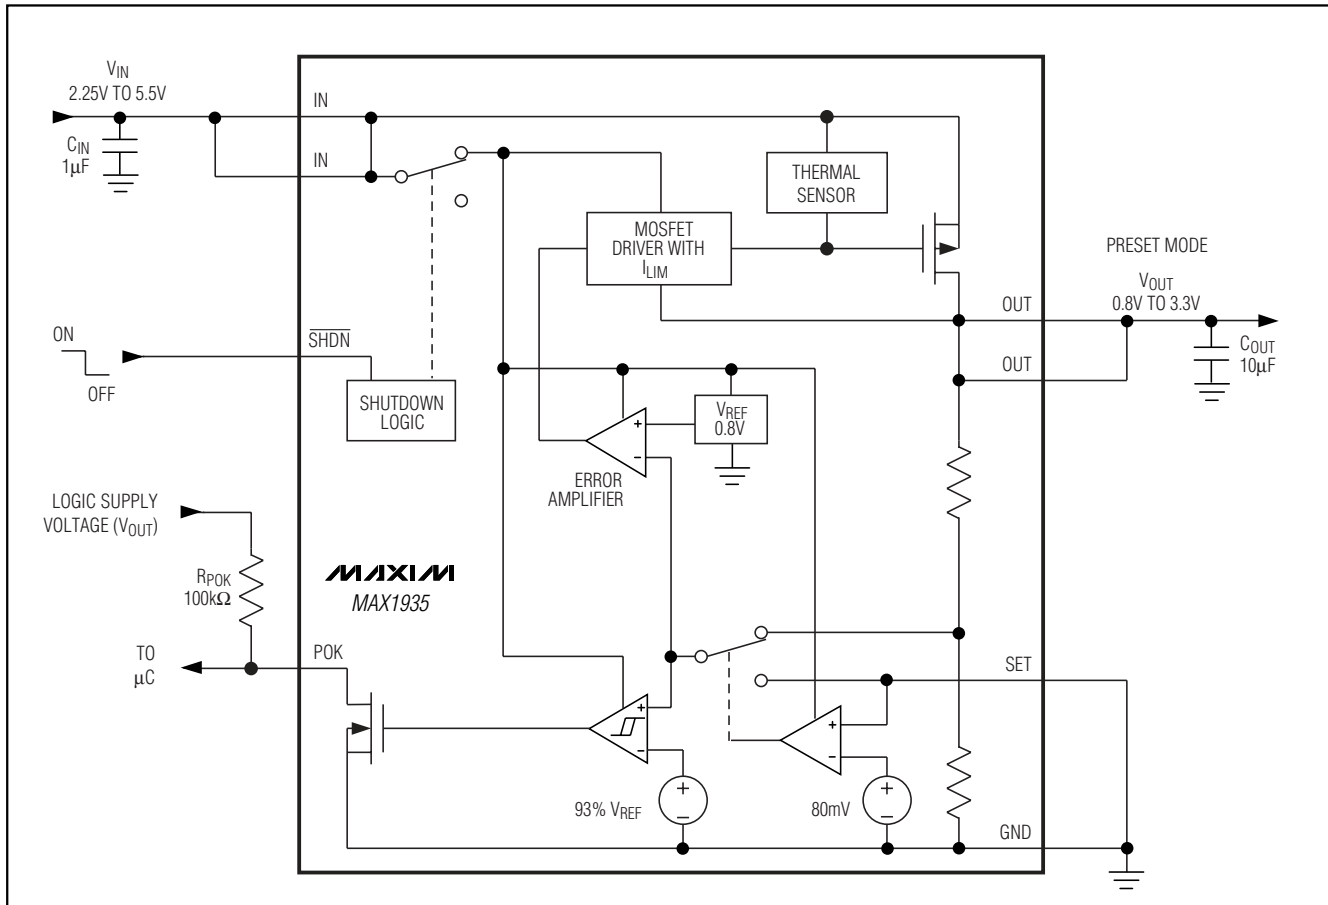 V_IN
2.25V TO 5.5V
IN
C_IN
1µF
IN
THERMAL
SENSOR
MOSFET
DRIVER WITH
I_LIM
PRESET MODE
V_OUT
0.8V TO 3.3V
OUT
C_OUT
10µF
OUT
ON
OFF
S̅H̅D̅N̅
SHUTDOWN
LOGIC
V_REF
0.8V
+
−
ERROR
AMPLIFIER
LOGIC SUPPLY
VOLTAGE (V_OUT)
R_POK
100kΩ
MAXIM
MAX1935
TO
µC
POK
SET
+
−
+
−
93% V_REF
+
−
80mV
+
−
GND